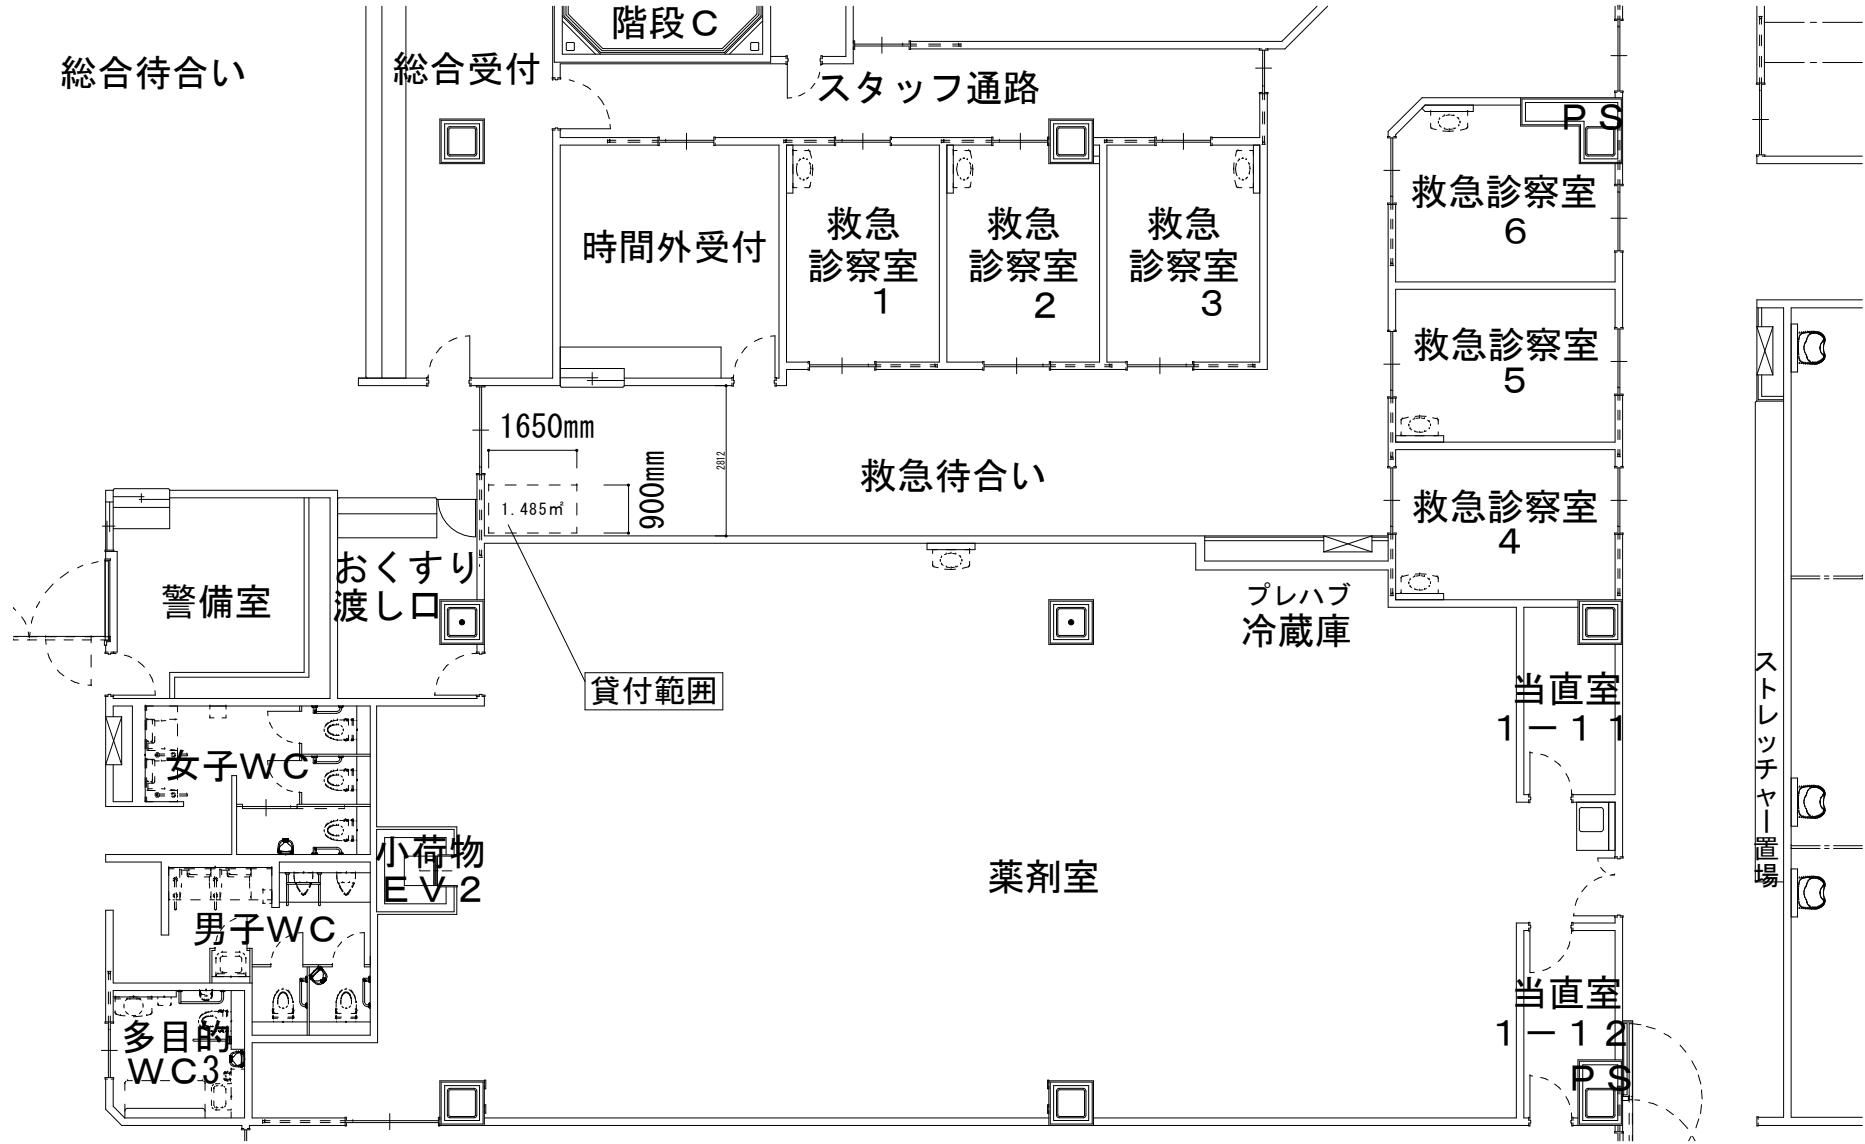 階段Ｃ
総合待合い
総合受付
スタッフ通路
ＰＳ
救急診察室
６
時間外受付
救急
診察室
１
救急
診察室
２
救急
診察室
３
救急診察室
５
1650mm
900mm
2812
1.485㎡
救急待合い
救急診察室
４
おくすり
渡し口
警備室
プレハブ
冷蔵庫
貸付範囲
当直室
１－１１
ストレッチャー置場
女子ＷＣ
小荷物
ＥＶ２
薬剤室
男子ＷＣ
当直室
１－１２
ＰＳ
多目的
ＷＣ3